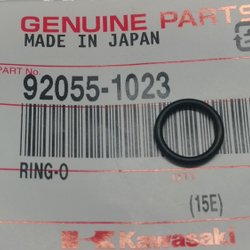 GENUINE PARTS
MADE IN JAPAN
PART No.
92055-1023
RING-O
(15E)
Kawasaki